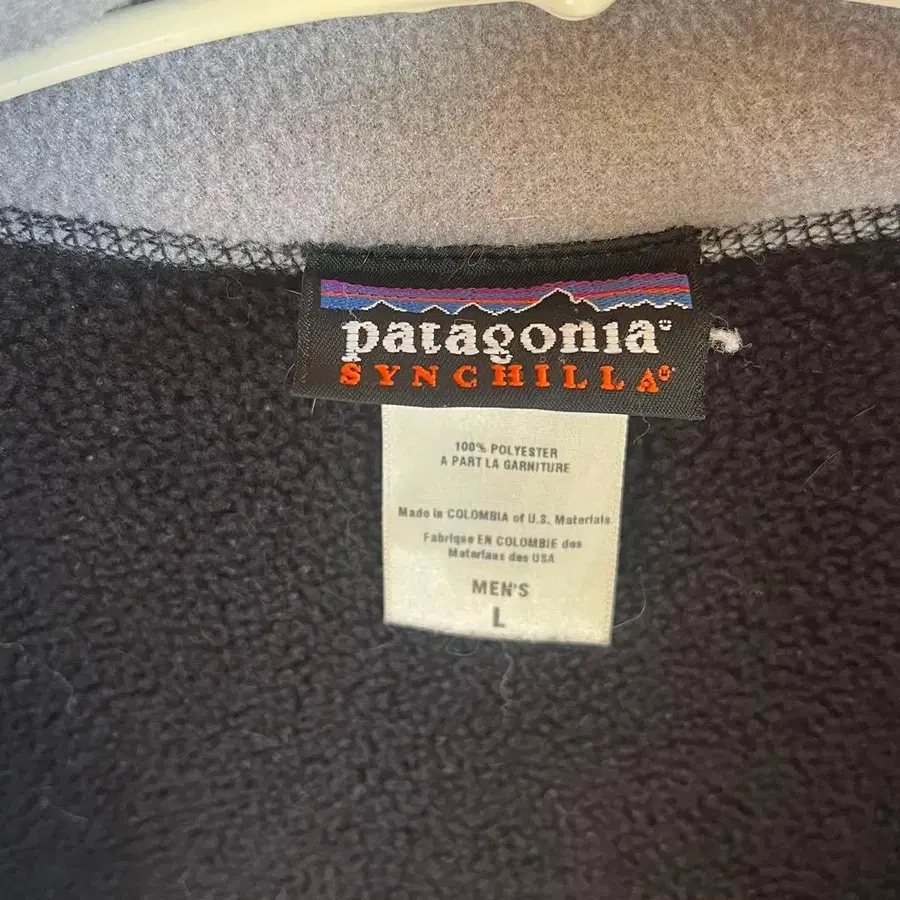 patagonia®
SYNCHILLA®
100% POLYESTER
A PART LA GARNITURE
Made in COLOMBIA of U.S. Materials
Fabrique EN COLOMBIE des
Materiaux des USA
MEN'S
L